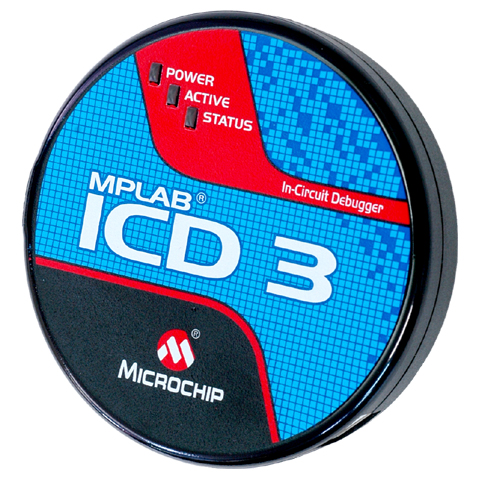 POWER
ACTIVE
STATUS
In-Circuit Debugger
MPLAB®
ICD 3
®
MICROCHIP